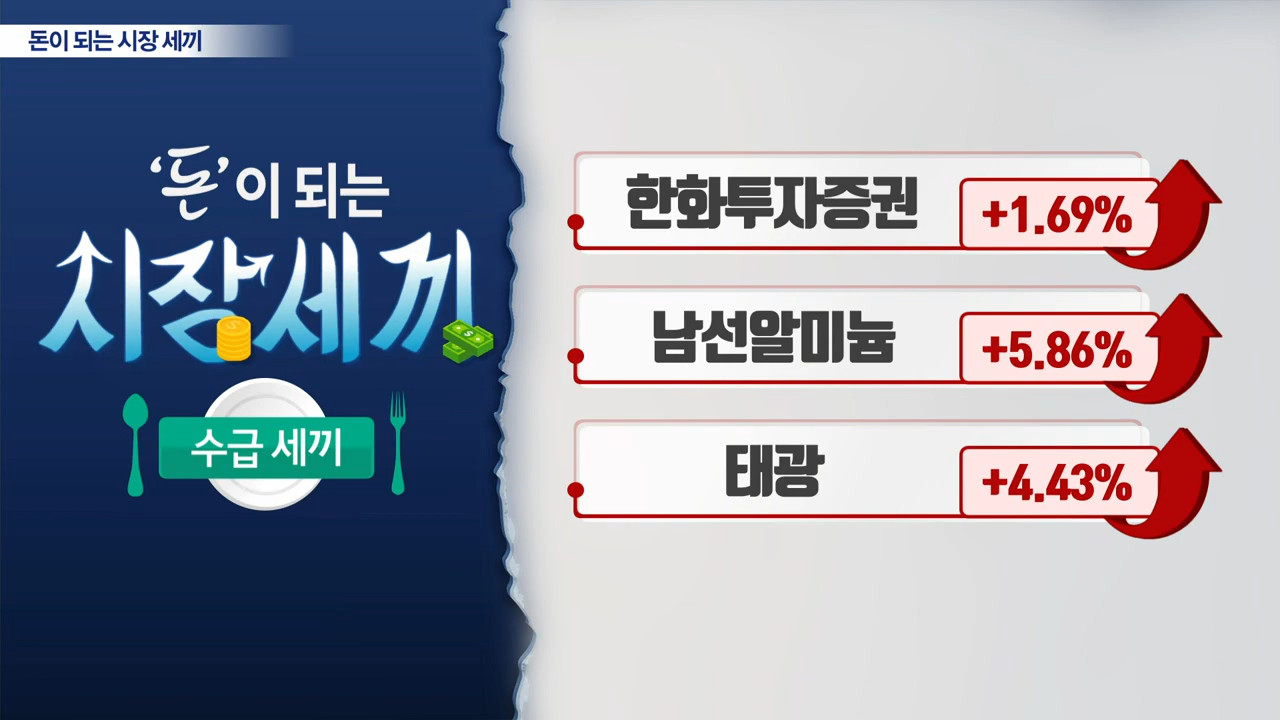 돈이 되는 시장 세끼
‘돈’이 되는
시장세끼
수급 세끼
한화투자증권 +1.69%
남선알미늄 +5.86%
태광 +4.43%